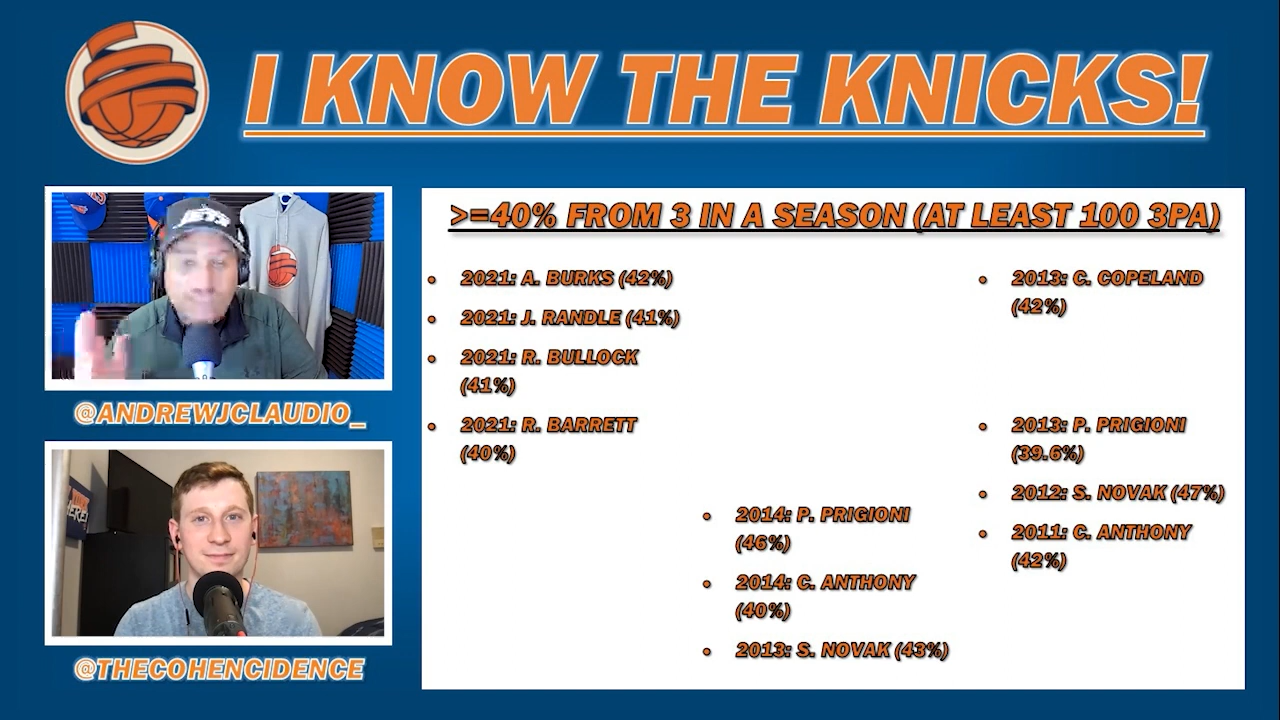 I KNOW THE KNICKS!
>=40% FROM 3 IN A SEASON (AT LEAST 100 3PA)
• 2021: A. BURKS (42%)
• 2021: J. RANDLE (41%)
• 2021: R. BULLOCK
(41%)
• 2021: R. BARRETT
(40%)
• 2014: P. PRIGIONI
(46%)
• 2014: C. ANTHONY
(40%)
• 2013: S. NOVAK (43%)
• 2013: C. COPELAND
(42%)
• 2013: P. PRIGIONI
(39.6%)
• 2012: S. NOVAK (47%)
• 2011: C. ANTHONY
(42%)
JETS
@ANDREWJCLAUDIO_
HERE!
@THECOHENCIDENCE